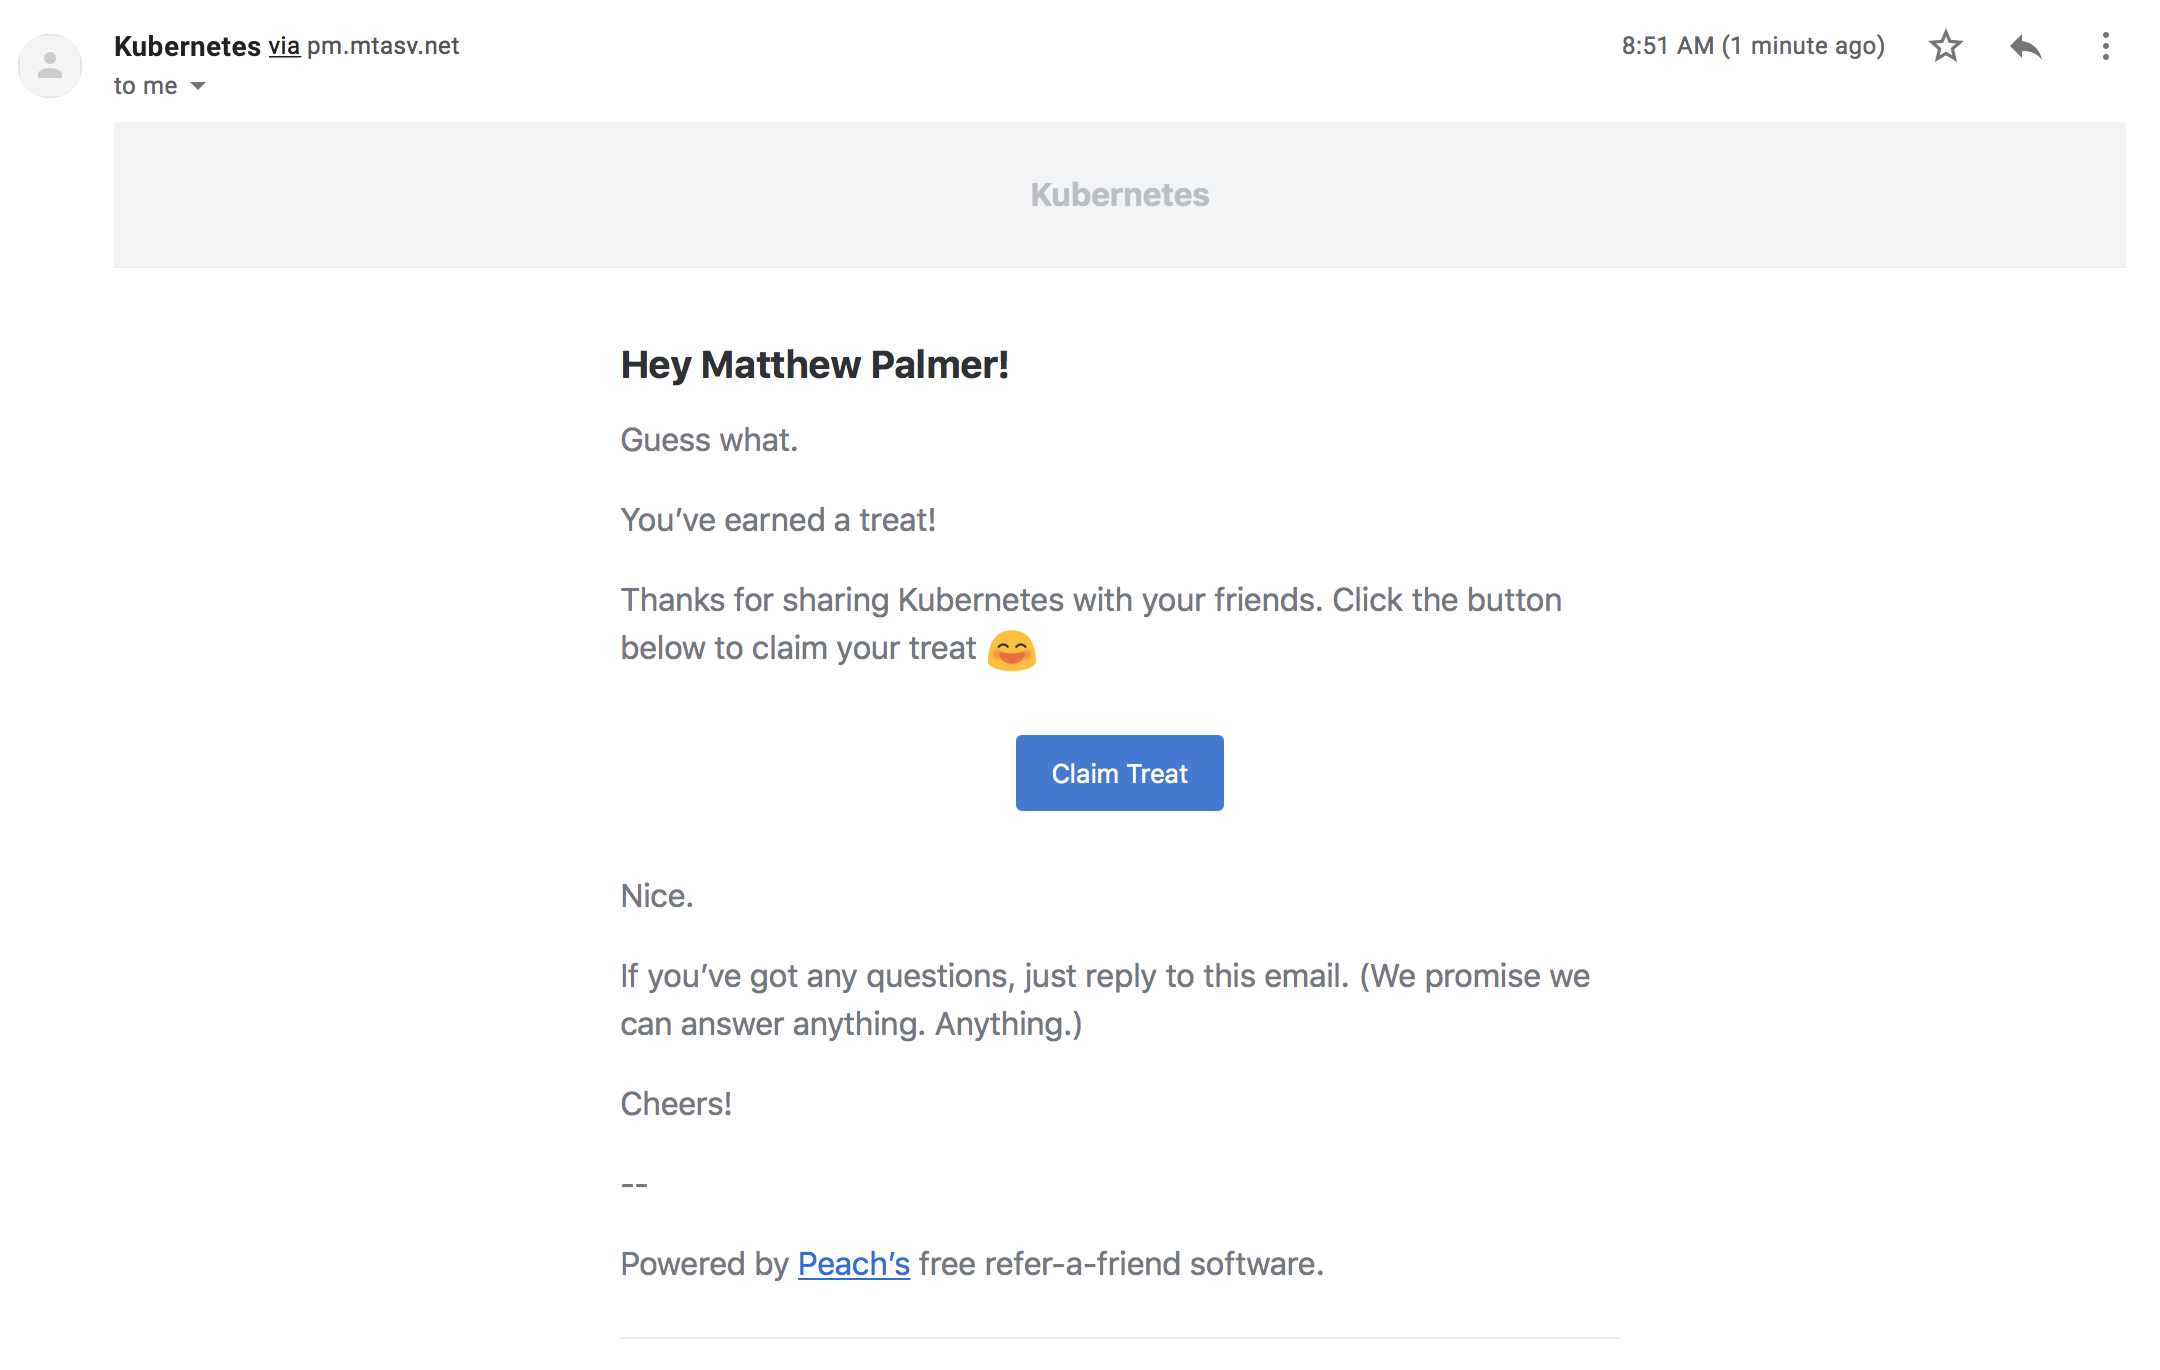 Kubernetes via pm.mtasv.net
8:51 AM (1 minute ago)
to me
Kubernetes
Hey Matthew Palmer!
Guess what.
You’ve earned a treat!
Thanks for sharing Kubernetes with your friends. Click the button
below to claim your treat 😊
Claim Treat
Nice.
If you’ve got any questions, just reply to this email. (We promise we
can answer anything. Anything.)
Cheers!
--
Powered by Peach’s free refer-a-friend software.